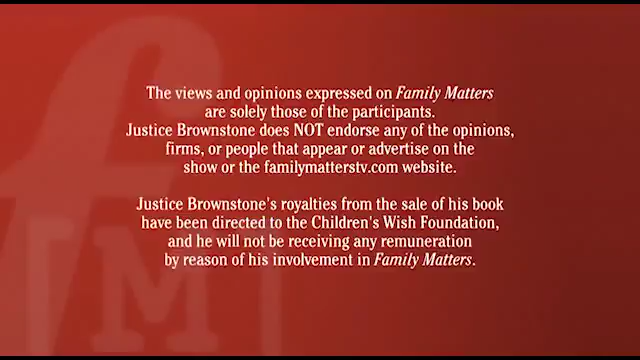 The views and opinions expressed on Family Matters
are solely those of the participants.
Justice Brownstone does NOT endorse any of the opinions,
firms, or people that appear or advertise on the
show or the familymatterstv.com website.
Justice Brownstone's royalties from the sale of his book
have been directed to the Children's Wish Foundation,
and he will not be receiving any remuneration
by reason of his involvement in Family Matters.
f
[M]